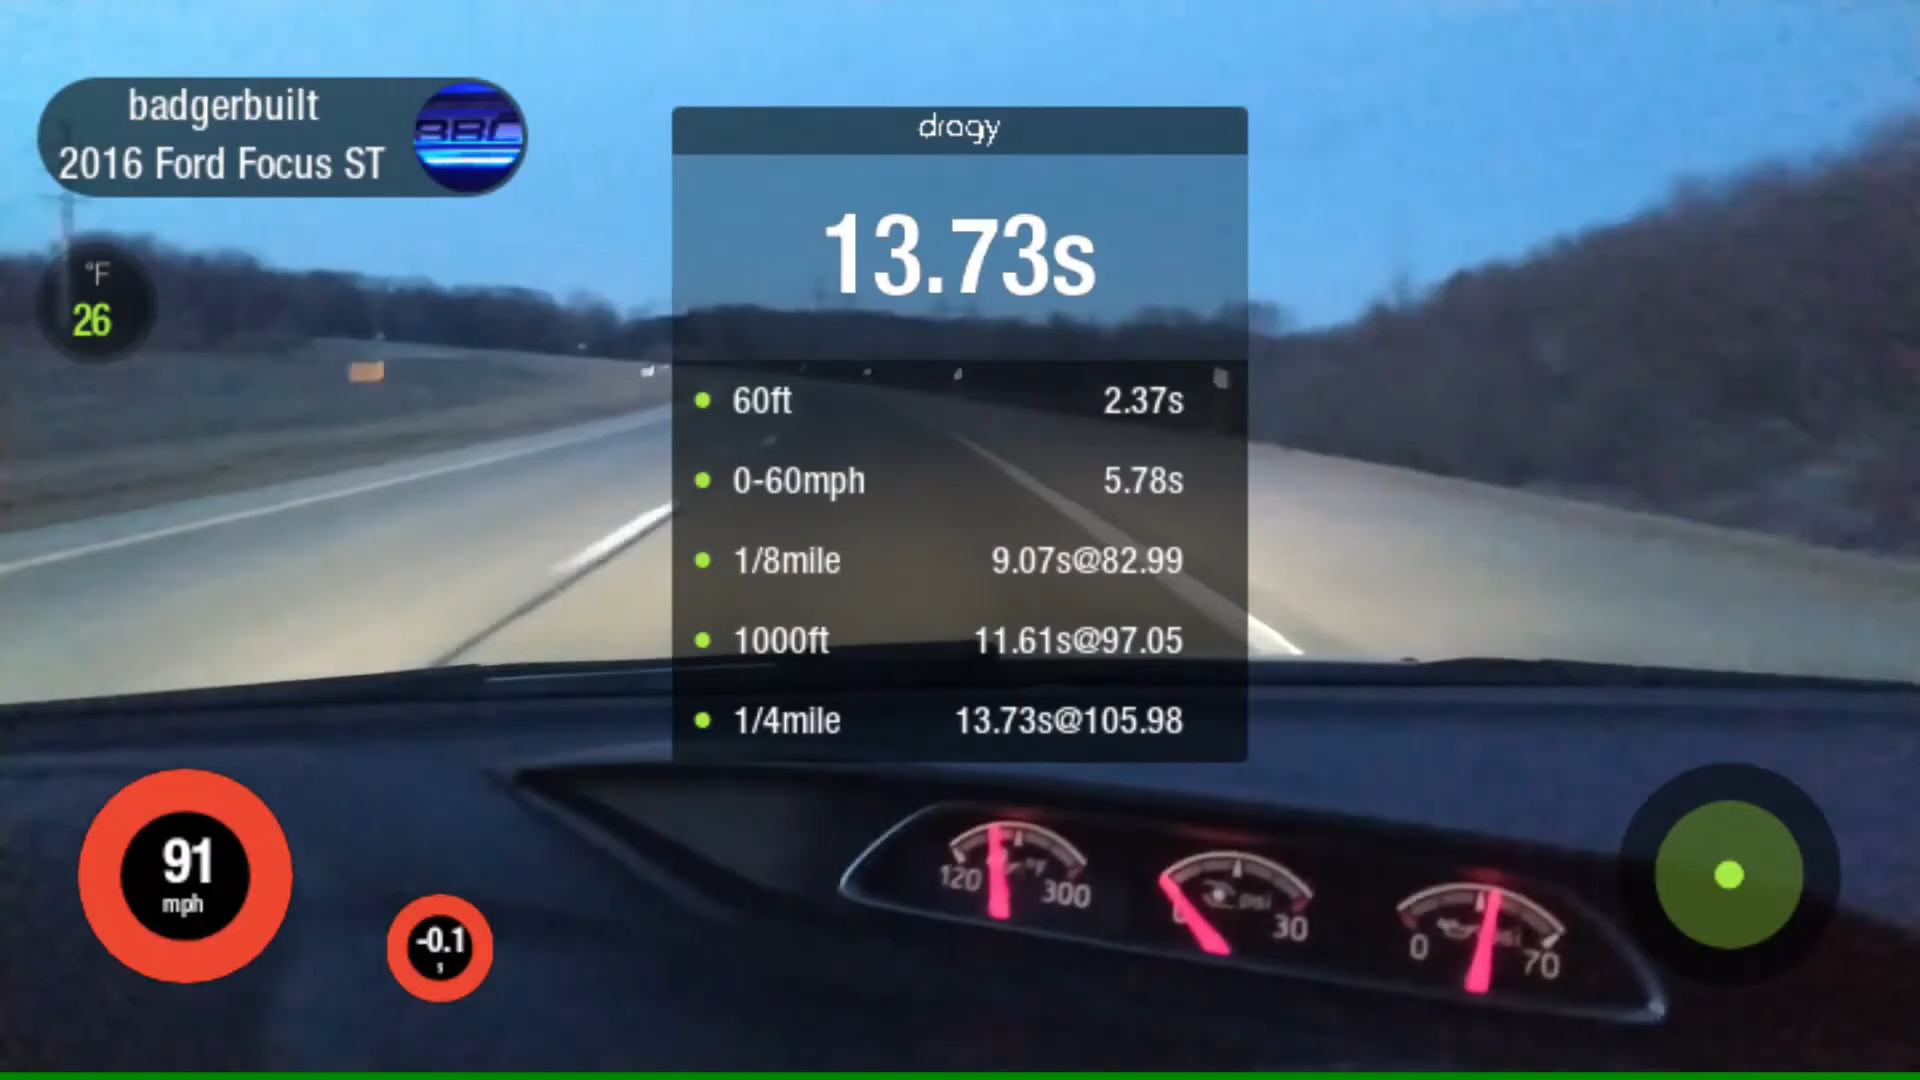 badgerbuilt
2016 Ford Focus ST
BBC
°F
26
dragy
13.73s
60ft 2.37s
0-60mph 5.78s
1/8mile 9.07s@82.99
1000ft 11.61s@97.05
1/4mile 13.73s@105.98
91
mph
-0.1
120 °F 300
psi 30
0 70